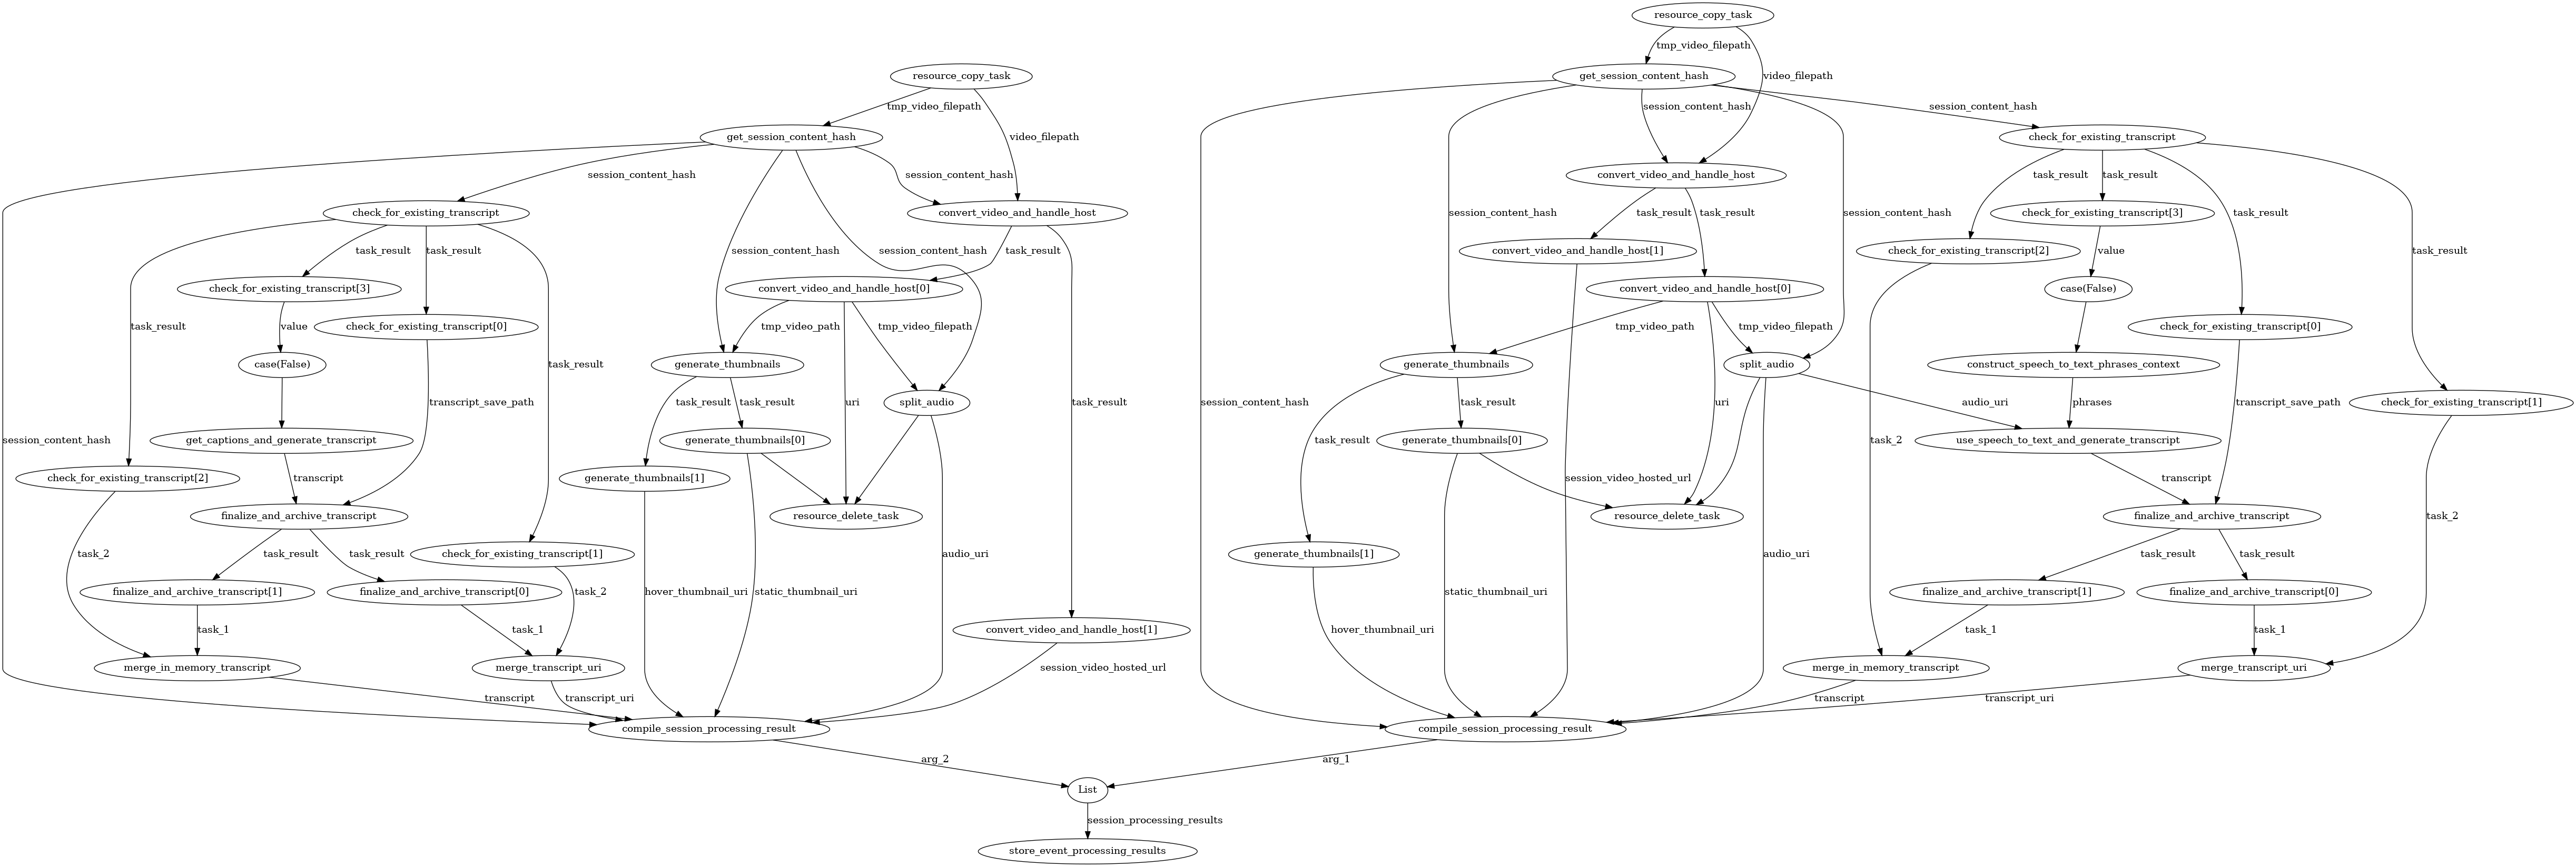 resource_copy_task
tmp_video_filepath
resource_copy_task
get_session_content_hash
video_filepath
tmp_video_filepath
session_content_hash
session_content_hash
get_session_content_hash
video_filepath
check_for_existing_transcript
session_content_hash
session_content_hash
convert_video_and_handle_host
task_result
task_result
check_for_existing_transcript
convert_video_and_handle_host
session_content_hash
task_result
task_result
session_content_hash
check_for_existing_transcript[3]
task_result
task_result
task_result
session_content_hash
session_content_hash
task_result
convert_video_and_handle_host[1]
check_for_existing_transcript[2]
value
task_result
check_for_existing_transcript[3]
convert_video_and_handle_host[0]
convert_video_and_handle_host[0]
case(False)
task_result
value
check_for_existing_transcript[0]
tmp_video_path
tmp_video_filepath
tmp_video_path
tmp_video_filepath
check_for_existing_transcript[0]
case(False)
task_result
generate_thumbnails
generate_thumbnails
split_audio
construct_speech_to_text_phrases_context
session_content_hash
transcript_save_path
task_result
task_result
uri
split_audio
task_result
session_content_hash
task_result
uri
audio_uri
phrases
transcript_save_path
check_for_existing_transcript[1]
get_captions_and_generate_transcript
generate_thumbnails[0]
task_result
generate_thumbnails[0]
task_2
use_speech_to_text_and_generate_transcript
check_for_existing_transcript[2]
transcript
generate_thumbnails[1]
session_video_hosted_url
transcript
finalize_and_archive_transcript
resource_delete_task
resource_delete_task
finalize_and_archive_transcript
task_2
task_2
task_result
task_result
check_for_existing_transcript[1]
audio_uri
generate_thumbnails[1]
audio_uri
task_result
task_result
finalize_and_archive_transcript[1]
finalize_and_archive_transcript[0]
task_2
hover_thumbnail_uri
static_thumbnail_uri
static_thumbnail_uri
finalize_and_archive_transcript[1]
finalize_and_archive_transcript[0]
task_1
task_1
convert_video_and_handle_host[1]
hover_thumbnail_uri
task_1
task_1
merge_in_memory_transcript
merge_transcript_uri
session_video_hosted_url
merge_in_memory_transcript
merge_transcript_uri
transcript
transcript_uri
transcript
transcript_uri
compile_session_processing_result
compile_session_processing_result
arg_2
arg_1
List
session_processing_results
store_event_processing_results